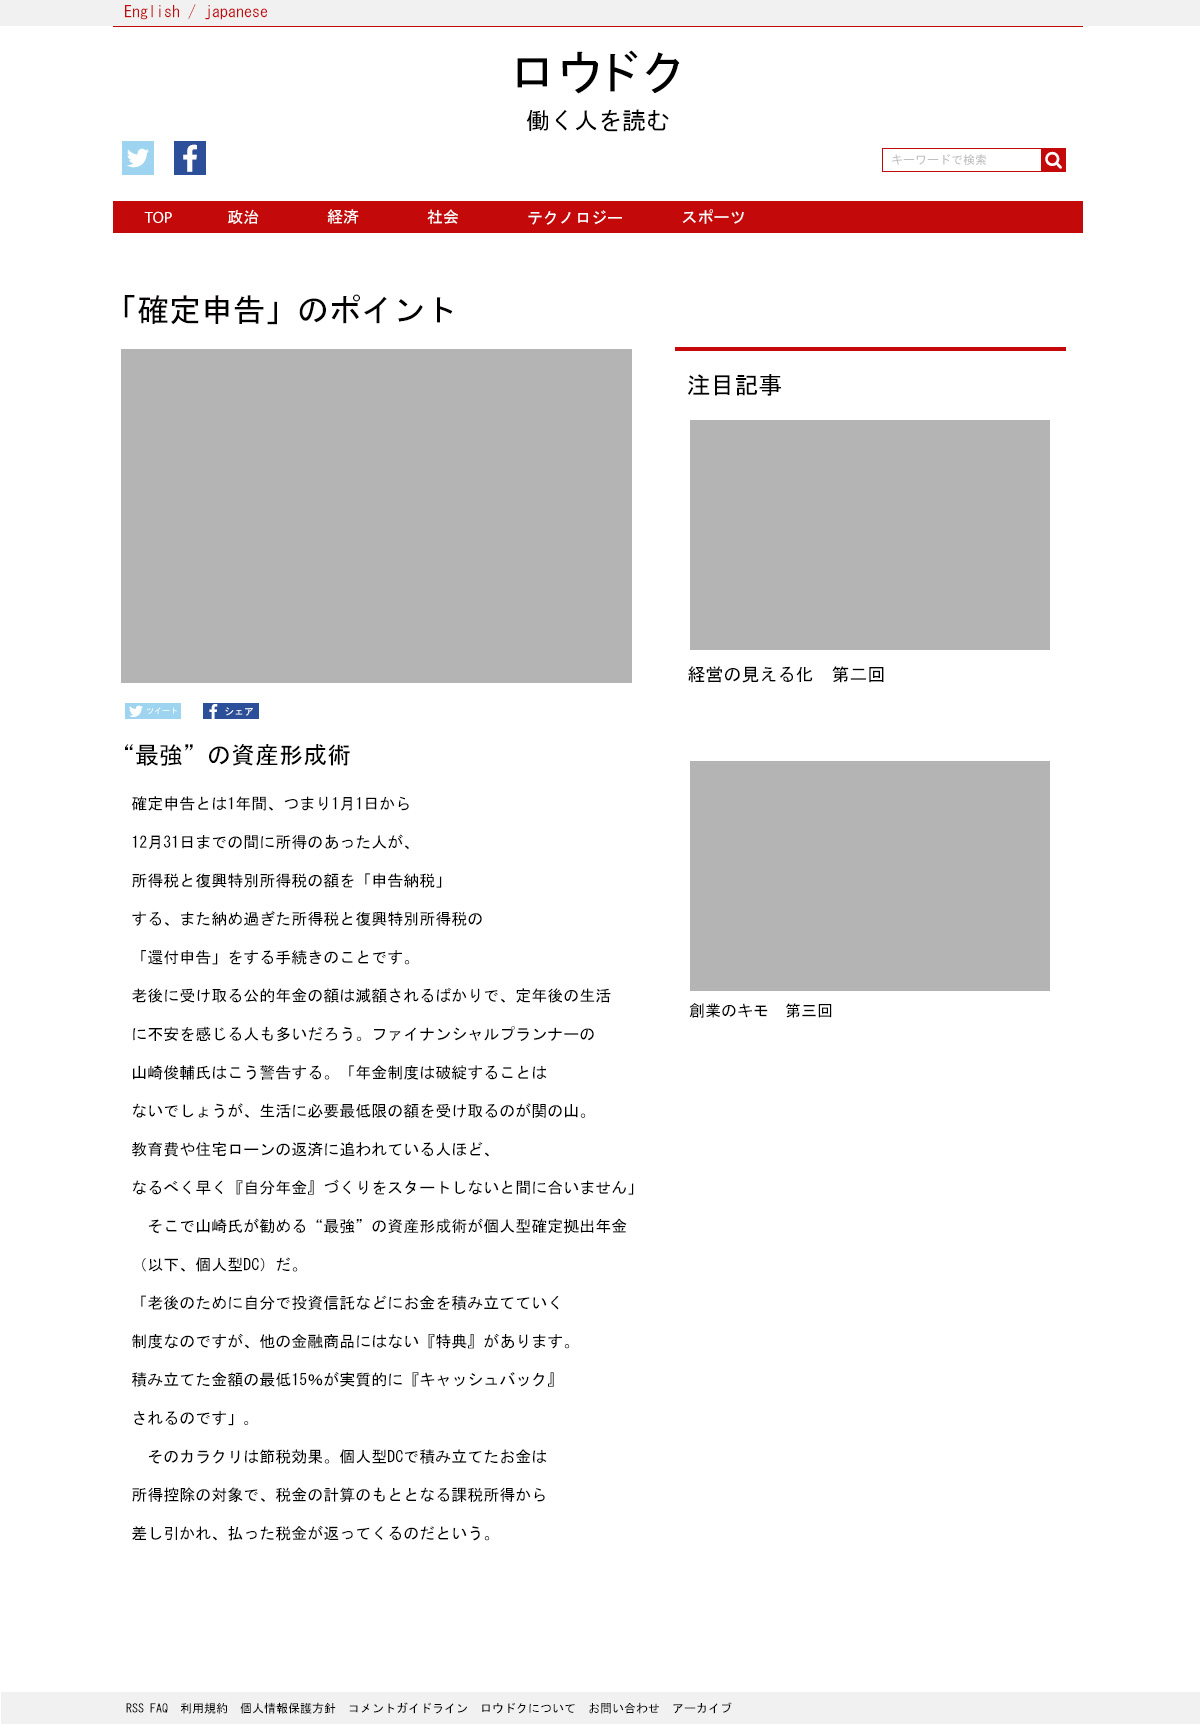 English / japanese
ロウドク
働く人を読む
キーワードで検索
TOP 政治 経済 社会 テクノロジー スポーツ
「確定申告」のポイント
ツイート シェア
“最強”の資産形成術
確定申告とは1年間、つまり1月1日から
12月31日までの間に所得のあった人が、
所得税と復興特別所得税の額を「申告納税」
する、また納め過ぎた所得税と復興特別所得税の
「還付申告」をする手続きのことです。
老後に受け取る公的年金の額は減額されるばかりで、定年後の生活
に不安を感じる人も多いだろう。ファイナンシャルプランナーの
山崎俊輔氏はこう警告する。「年金制度は破綻することは
ないでしょうが、生活に必要最低限の額を受け取るのが関の山。
教育費や住宅ローンの返済に追われている人ほど、
なるべく早く『自分年金』づくりをスタートしないと間に合いません」
　そこで山崎氏が勧める“最強”の資産形成術が個人型確定拠出年金
（以下、個人型DC）だ。
「老後のために自分で投資信託などにお金を積み立てていく
制度なのですが、他の金融商品にはない『特典』があります。
積み立てた金額の最低15%が実質的に『キャッシュバック』
されるのです」。
　そのカラクリは節税効果。個人型DCで積み立てたお金は
所得控除の対象で、税金の計算のもととなる課税所得から
差し引かれ、払った税金が返ってくるのだという。
注目記事
経営の見える化　第二回
創業のキモ　第三回
RSS FAQ　利用規約　個人情報保護方針　コメントガイドライン　ロウドクについて　お問い合わせ　アーカイブ